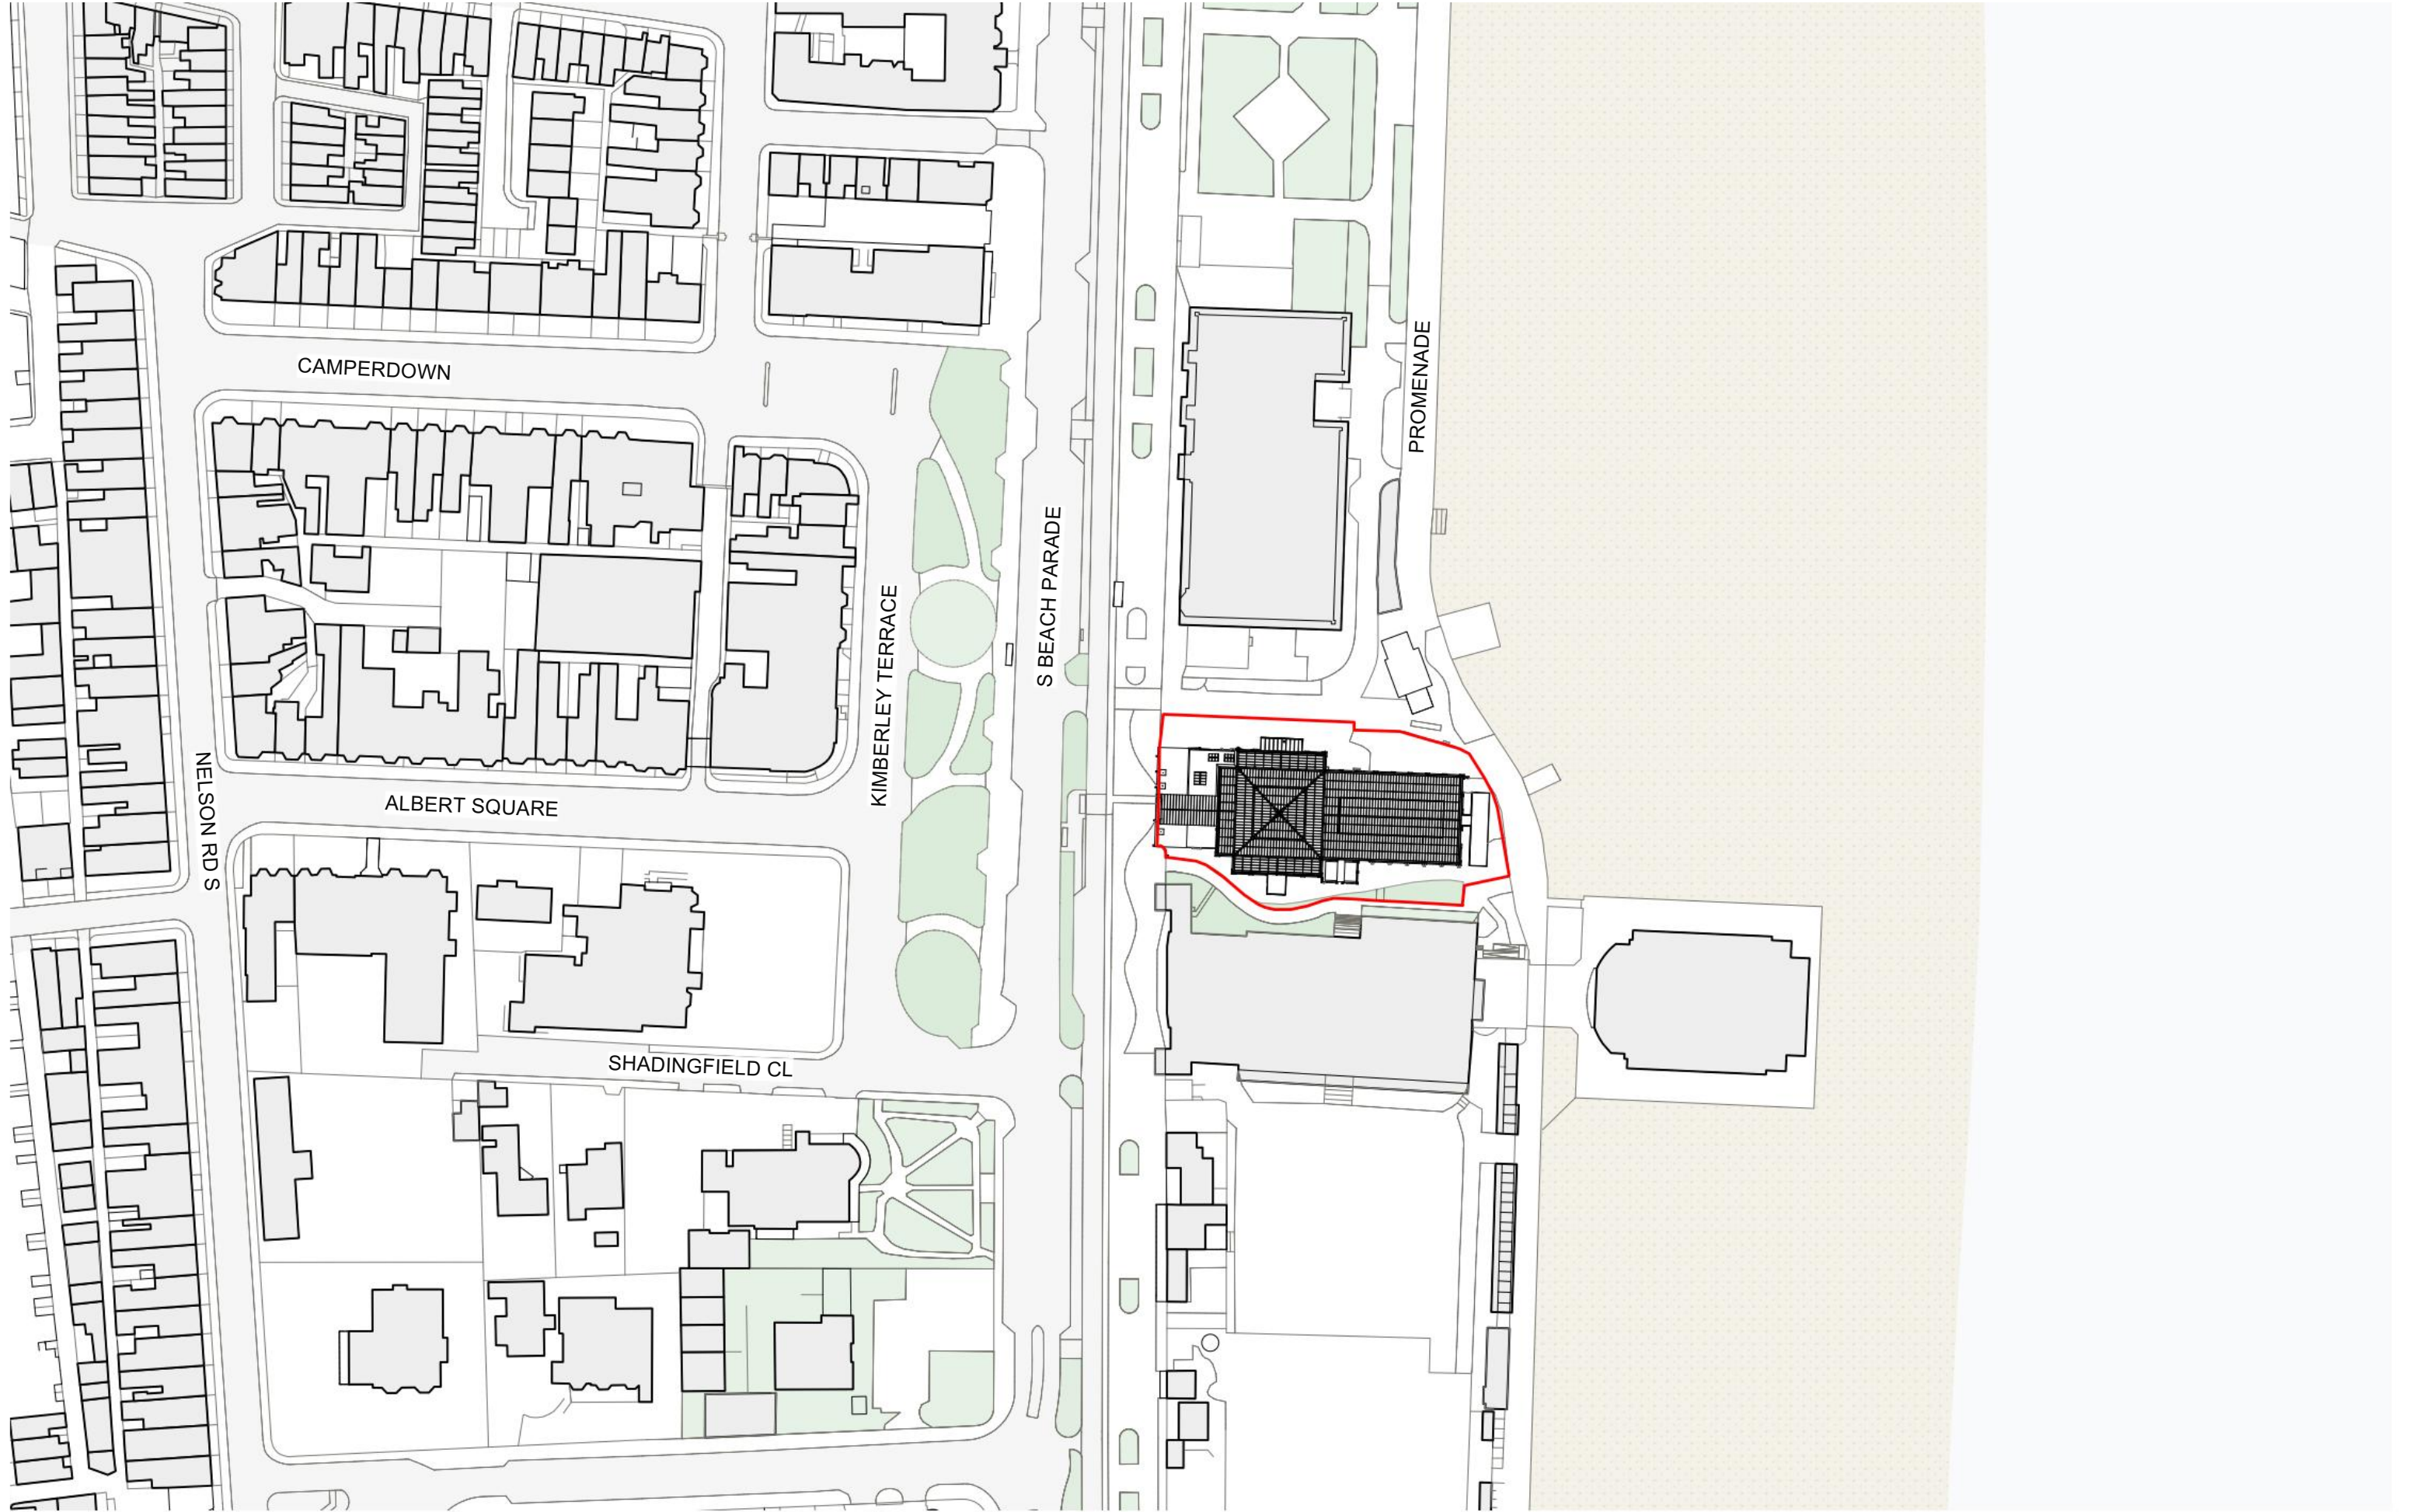 CAMPERDOWN
PROMENADE
S BEACH PARADE
KIMBERLEY TERRACE
NELSON RD S
ALBERT SQUARE
SHADINGFIELD CL